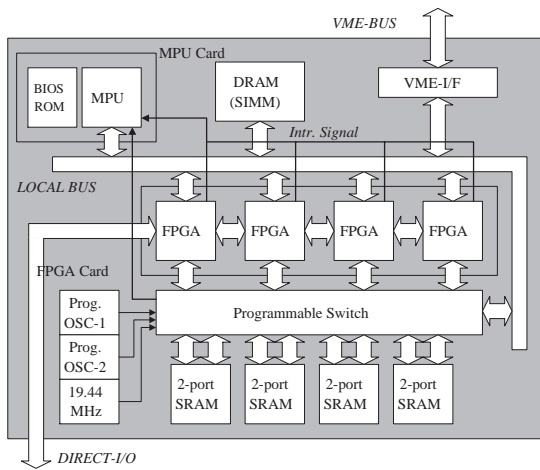 VME-BUS
MPU Card
BIOS
ROM
MPU
DRAM
(SIMM)
VME-I/F
Intr. Signal
LOCAL BUS
FPGA
FPGA
FPGA
FPGA
FPGA Card
Prog.
OSC-1
Prog.
OSC-2
19.44
MHz
Programmable Switch
2-port
SRAM
2-port
SRAM
2-port
SRAM
2-port
SRAM
DIRECT-I/O